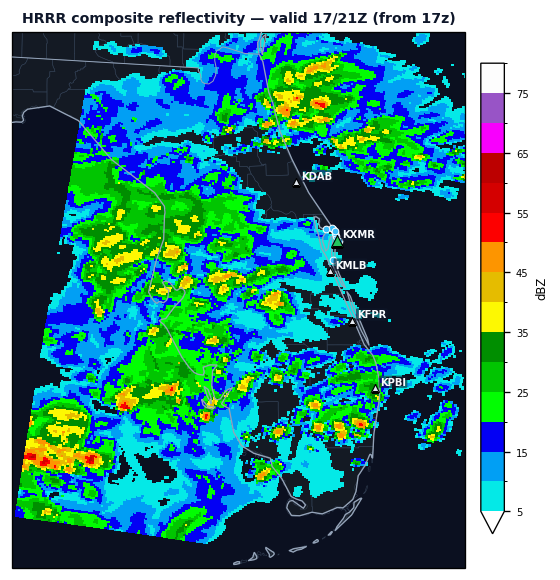 HRRR composite reflectivity — valid 17/21Z (from 17z)
KDAB
KXMR
KMLB
KFPR
KPBI
75
65
55
45
35
25
15
5
dBZ